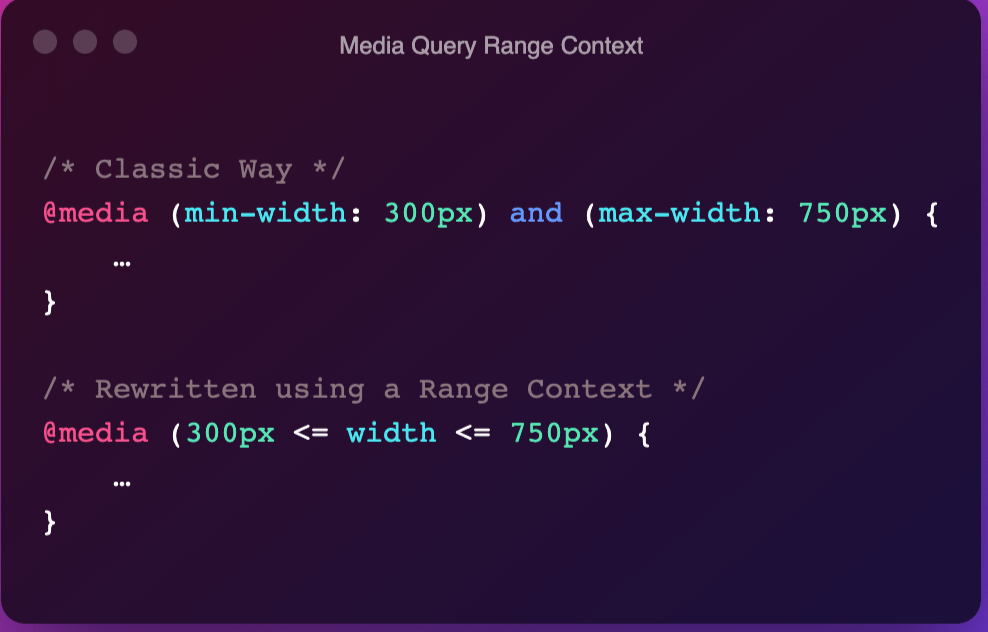 Media Query Range Context
/* Classic Way */
@media (min-width: 300px) and (max-width: 750px) {
…
}
/* Rewritten using a Range Context */
@media (300px <= width <= 750px) {
…
}